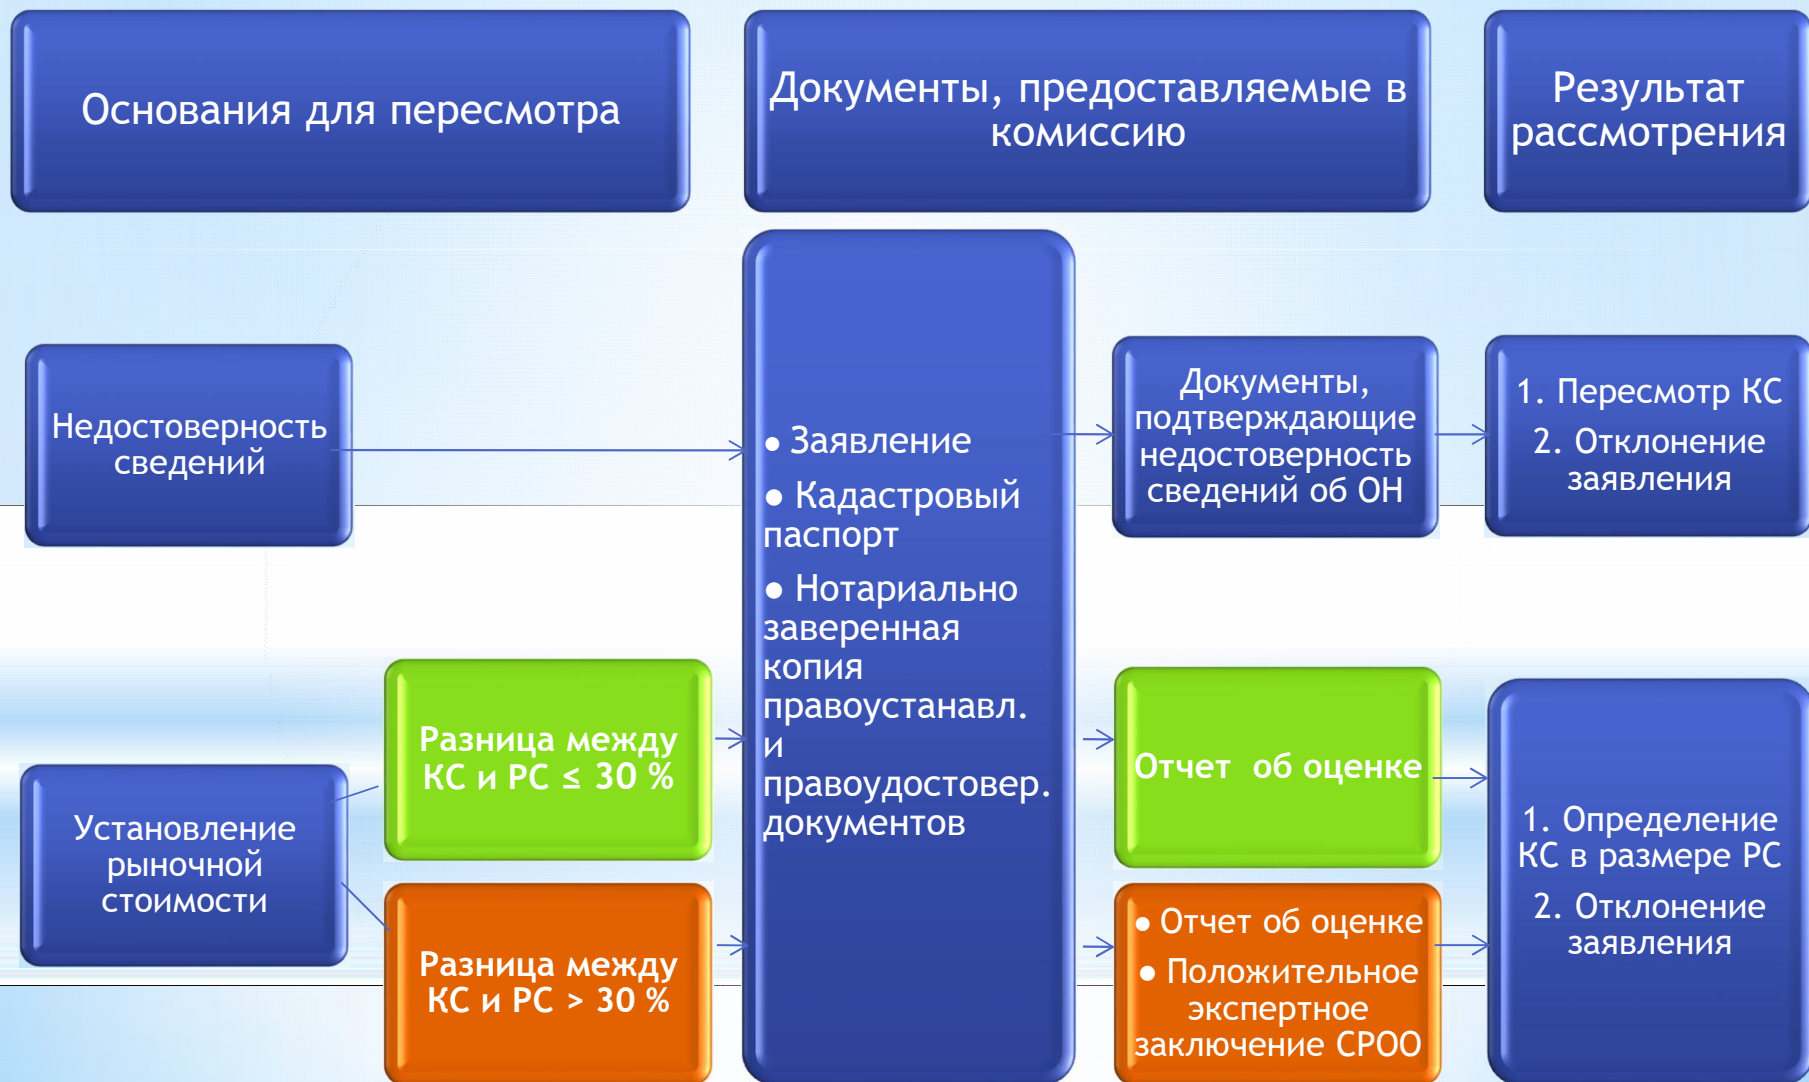 Основания для пересмотра
Документы, предоставляемые в
комиссию
Результат
рассмотрения
Недостоверность
сведений
● Заявление
● Кадастровый
паспорт
● Нотариально
заверенная
копия
правоустанавл.
и
правоудостовер.
документов
Документы,
подтверждающие
недостоверность
сведений об ОН
1. Пересмотр КС
2. Отклонение
заявления
Установление
рыночной
стоимости
Разница между
КС и РС ≤ 30 %
Отчет об оценке
Разница между
КС и РС > 30 %
● Отчет об оценке
● Положительное
экспертное
заключение СРОО
1. Определение
КС в размере РС
2. Отклонение
заявления